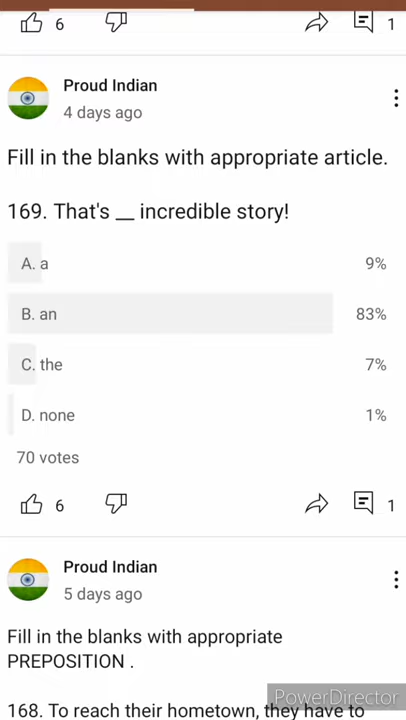 6
1
Proud Indian
4 days ago
Fill in the blanks with appropriate article.
169. That's __ incredible story!
A. a 9%
B. an 83%
C. the 7%
D. none 1%
70 votes
6
1
Proud Indian
5 days ago
Fill in the blanks with appropriate
PREPOSITION .
168. To reach their hometown, they have to
PowerDirector